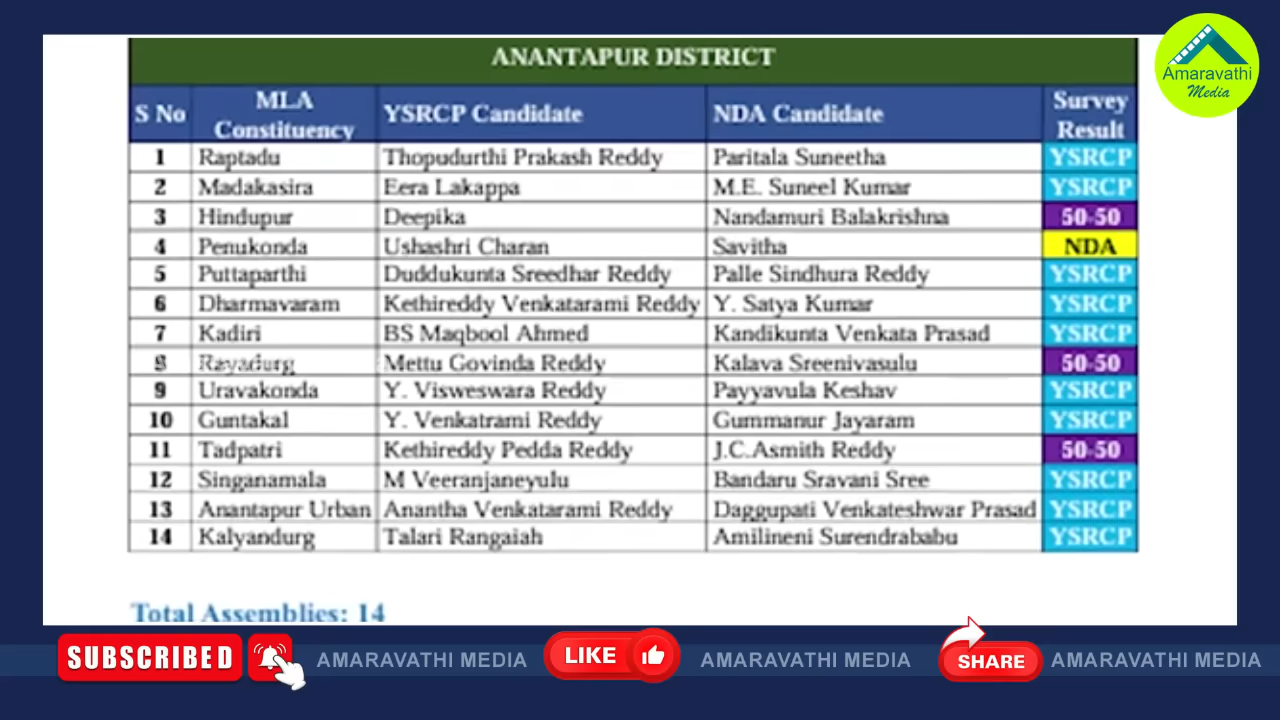 ANANTAPUR DISTRICT
S No MLA Constituency YSRCP Candidate NDA Candidate Survey Result
1 Raptadu Thopudurthi Prakash Reddy Paritala Suneetha YSRCP
2 Madakasira Eera Lakappa M.E. Suneel Kumar YSRCP
3 Hindupur Deepika Nandamuri Balakrishna 50-50
4 Penukonda Ushashri Charan Savitha NDA
5 Puttaparthi Duddukunta Sreedhar Reddy Palle Sindhura Reddy YSRCP
6 Dharmavaram Kethireddy Venkatarami Reddy Y. Satya Kumar YSRCP
7 Kadiri BS Maqbool Ahmed Kandikunta Venkata Prasad YSRCP
8 Rayadurg Mettu Govinda Reddy Kalava Sreenivasulu 50-50
9 Uravakonda Y. Visweswara Reddy Payyavula Keshav YSRCP
10 Guntakal Y. Venkatrami Reddy Gummanur Jayaram YSRCP
11 Tadpatri Kethireddy Pedda Reddy J.C.Asmith Reddy 50-50
12 Singanamala M Veeranjaneyulu Bandaru Sravani Sree YSRCP
13 Anantapur Urban Anantha Venkatarami Reddy Daggupati Venkateshwar Prasad YSRCP
14 Kalyandurg Talari Rangaiah Amilineni Surendrababu YSRCP
Total Assemblies: 14
Amaravathi
Media
SUBSCRIBED AMARAVATHI MEDIA LIKE AMARAVATHI MEDIA SHARE AMARAVATHI MEDIA